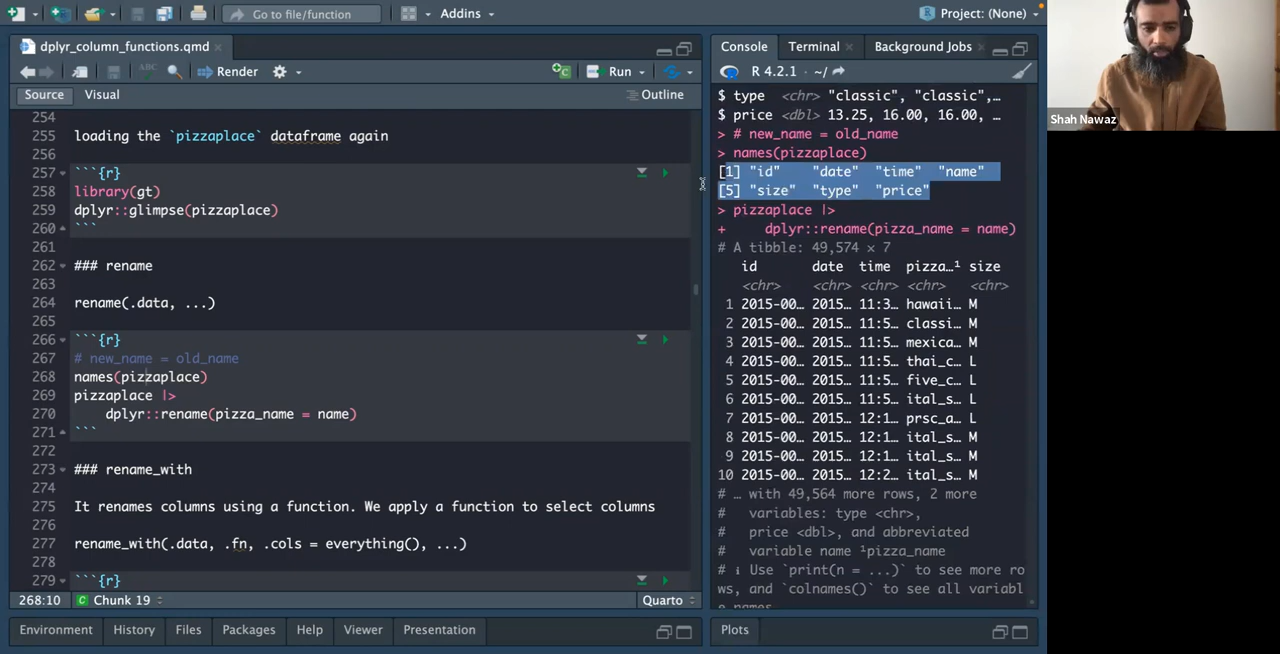 Go to file/function
Addins
Project: (None)
dplyr_column_functions.qmd
ABC
Render
Run
Source
Visual
Outline
254
255 loading the `pizzaplace` dataframe again
256
257 ```{r}
258 library(gt)
259 dplyr::glimpse(pizzaplace)
260 ```
261
262 ### rename
263
264 rename(.data, ...)
265
266 ```{r}
267 # new_name = old_name
268 names(pizzaplace)
269 pizzaplace |>
270     dplyr::rename(pizza_name = name)
271 ```
272
273 ### rename_with
274
275 It renames columns using a function. We apply a function to select columns
276
277 rename_with(.data, .fn, .cols = everything(), ...)
278
279 ```{r}
268:10
C Chunk 19
Quarto
Environment
History
Files
Packages
Help
Viewer
Presentation
Console
Terminal
Background Jobs
R 4.2.1 · ~/
$ type  <chr> "classic", "classic",…
$ price <dbl> 13.25, 16.00, 16.00, …
> # new_name = old_name
> names(pizzaplace)
[1] "id"    "date"  "time"  "name"
[5] "size"  "type"  "price"
> pizzaplace |>
+     dplyr::rename(pizza_name = name)
# A tibble: 49,574 × 7
id date time pizza…¹ size
<chr> <chr> <chr> <chr> <chr>
1 2015-00… 2015… 11:3… hawaii… M
2 2015-00… 2015… 11:5… classi… M
3 2015-00… 2015… 11:5… mexica… M
4 2015-00… 2015… 11:5… thai_c… L
5 2015-00… 2015… 11:5… five_c… L
6 2015-00… 2015… 11:5… ital_s… L
7 2015-00… 2015… 12:1… prsc_a… L
8 2015-00… 2015… 12:1… ital_s… M
9 2015-00… 2015… 12:1… ital_s… M
10 2015-00… 2015… 12:2… ital_s… M
# … with 49,564 more rows, 2 more
#   variables: type <chr>,
#   price <dbl>, and abbreviated
#   variable name ¹pizza_name
# ℹ Use `print(n = ...)` to see more ro
ws, and `colnames()` to see all variabl
e names
Plots
Shah Nawaz